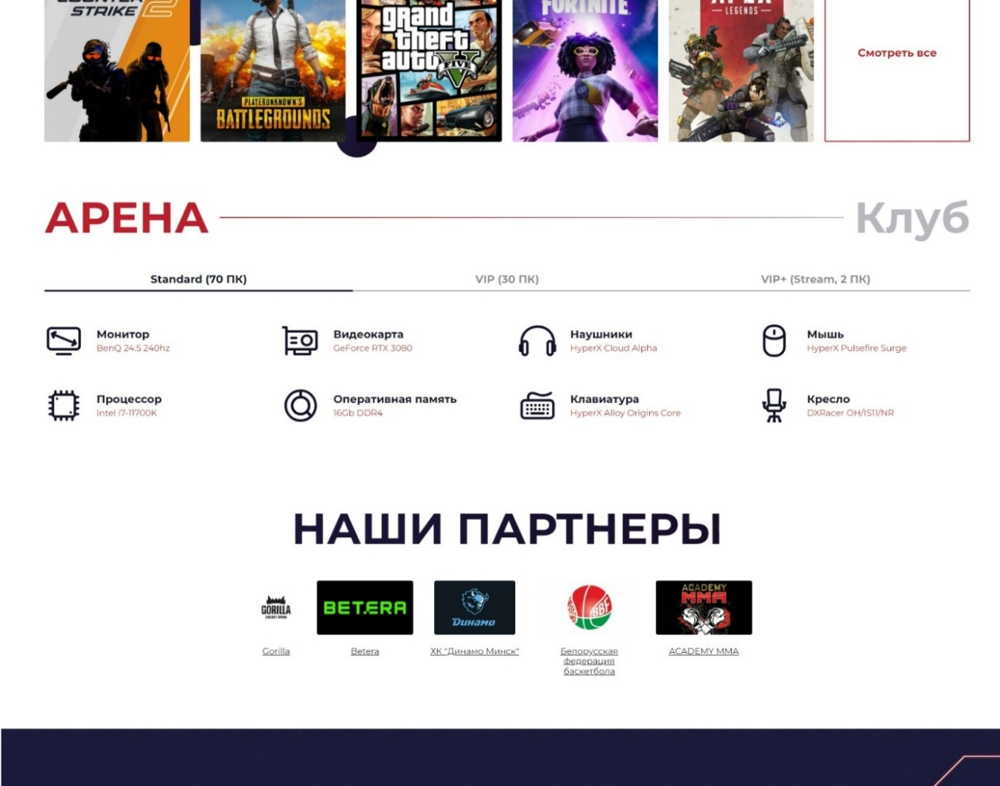 COUNTER
STRIKE 2
PLAYERUNKNOWN'S
BATTLEGROUNDS
grand
theft
auto
FIVE
FORTNITE
APEX
LEGENDS
Смотреть все
АРЕНА
Клуб
Standard (70 ПК)
VIP (30 ПК)
VIP+ (Stream, 2 ПК)
Монитор
BenQ 24.5 240hz
Видеокарта
GeForce RTX 3080
Наушники
HyperX Cloud Alpha
Мышь
HyperX Pulsefire Surge
Процессор
Intel i7-11700K
Оперативная память
16Gb DDR4
Клавиатура
HyperX Alloy Origins Core
Кресло
DXRacer OH/IS11/NR
НАШИ ПАРТНЕРЫ
GORILLA
ENERGY DRINK
BETERA
Динамо
BBF
ACADEMY
MMA
Gorilla
Betera
ХК "Динамо Минск"
Белорусская
федерация
баскетбола
ACADEMY MMA